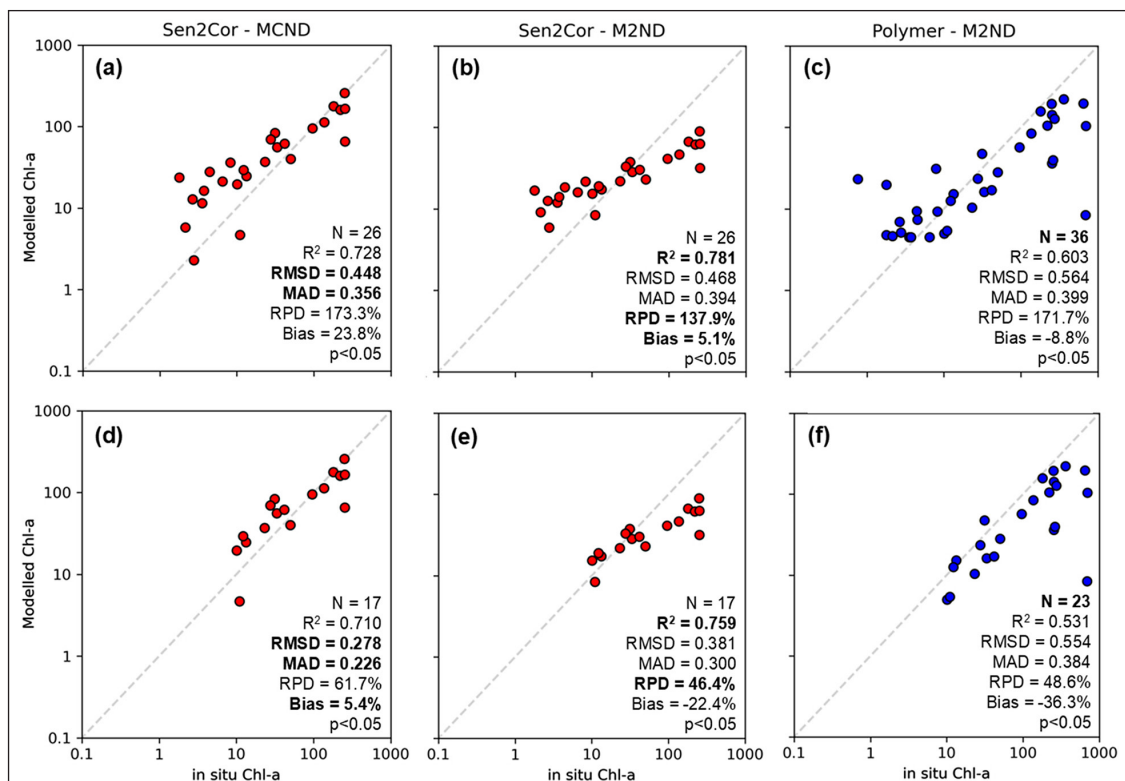 Sen2Cor - MCND
Sen2Cor - M2ND
Polymer - M2ND
Modelled Chl-a
1000
100
10
1
0.1
(a)
N = 26
R² = 0.728
RMSD = 0.448
MAD = 0.356
RPD = 173.3%
Bias = 23.8%
p<0.05
(b)
N = 26
R² = 0.781
RMSD = 0.468
MAD = 0.394
RPD = 137.9%
Bias = 5.1%
p<0.05
(c)
N = 36
R² = 0.603
RMSD = 0.564
MAD = 0.399
RPD = 171.7%
Bias = -8.8%
p<0.05
Modelled Chl-a
1000
100
10
1
0.1
(d)
N = 17
R² = 0.710
RMSD = 0.278
MAD = 0.226
RPD = 61.7%
Bias = 5.4%
p<0.05
0.1 1 10 100 1000
in situ Chl-a
(e)
N = 17
R² = 0.759
RMSD = 0.381
MAD = 0.300
RPD = 46.4%
Bias = -22.4%
p<0.05
0.1 1 10 100 1000
in situ Chl-a
(f)
N = 23
R² = 0.531
RMSD = 0.554
MAD = 0.384
RPD = 48.6%
Bias = -36.3%
p<0.05
0.1 1 10 100 1000
in situ Chl-a